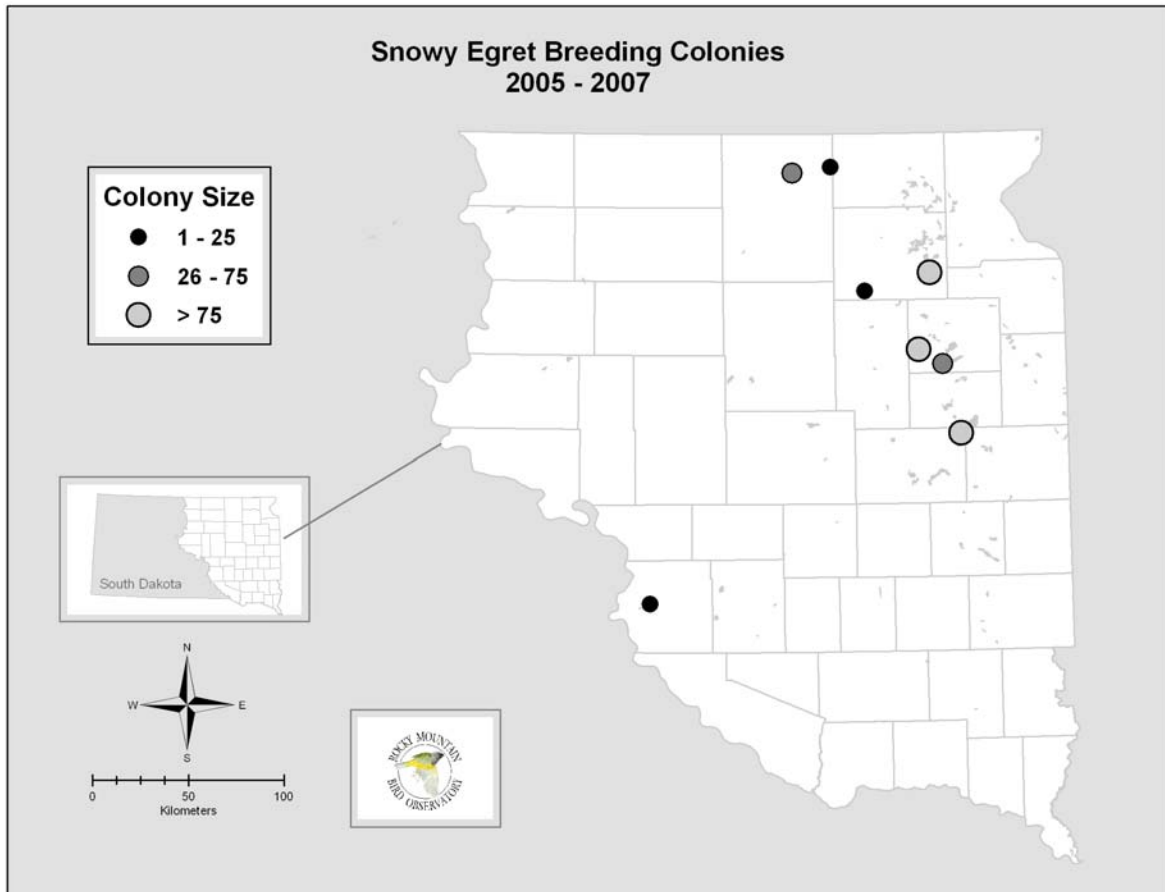 Snowy Egret Breeding Colonies
2005 - 2007
Colony Size
1 - 25
26 - 75
> 75
South Dakota
N
W E
S
0 50 100
Kilometers
ROCKY MOUNTAIN
BIRD OBSERVATORY